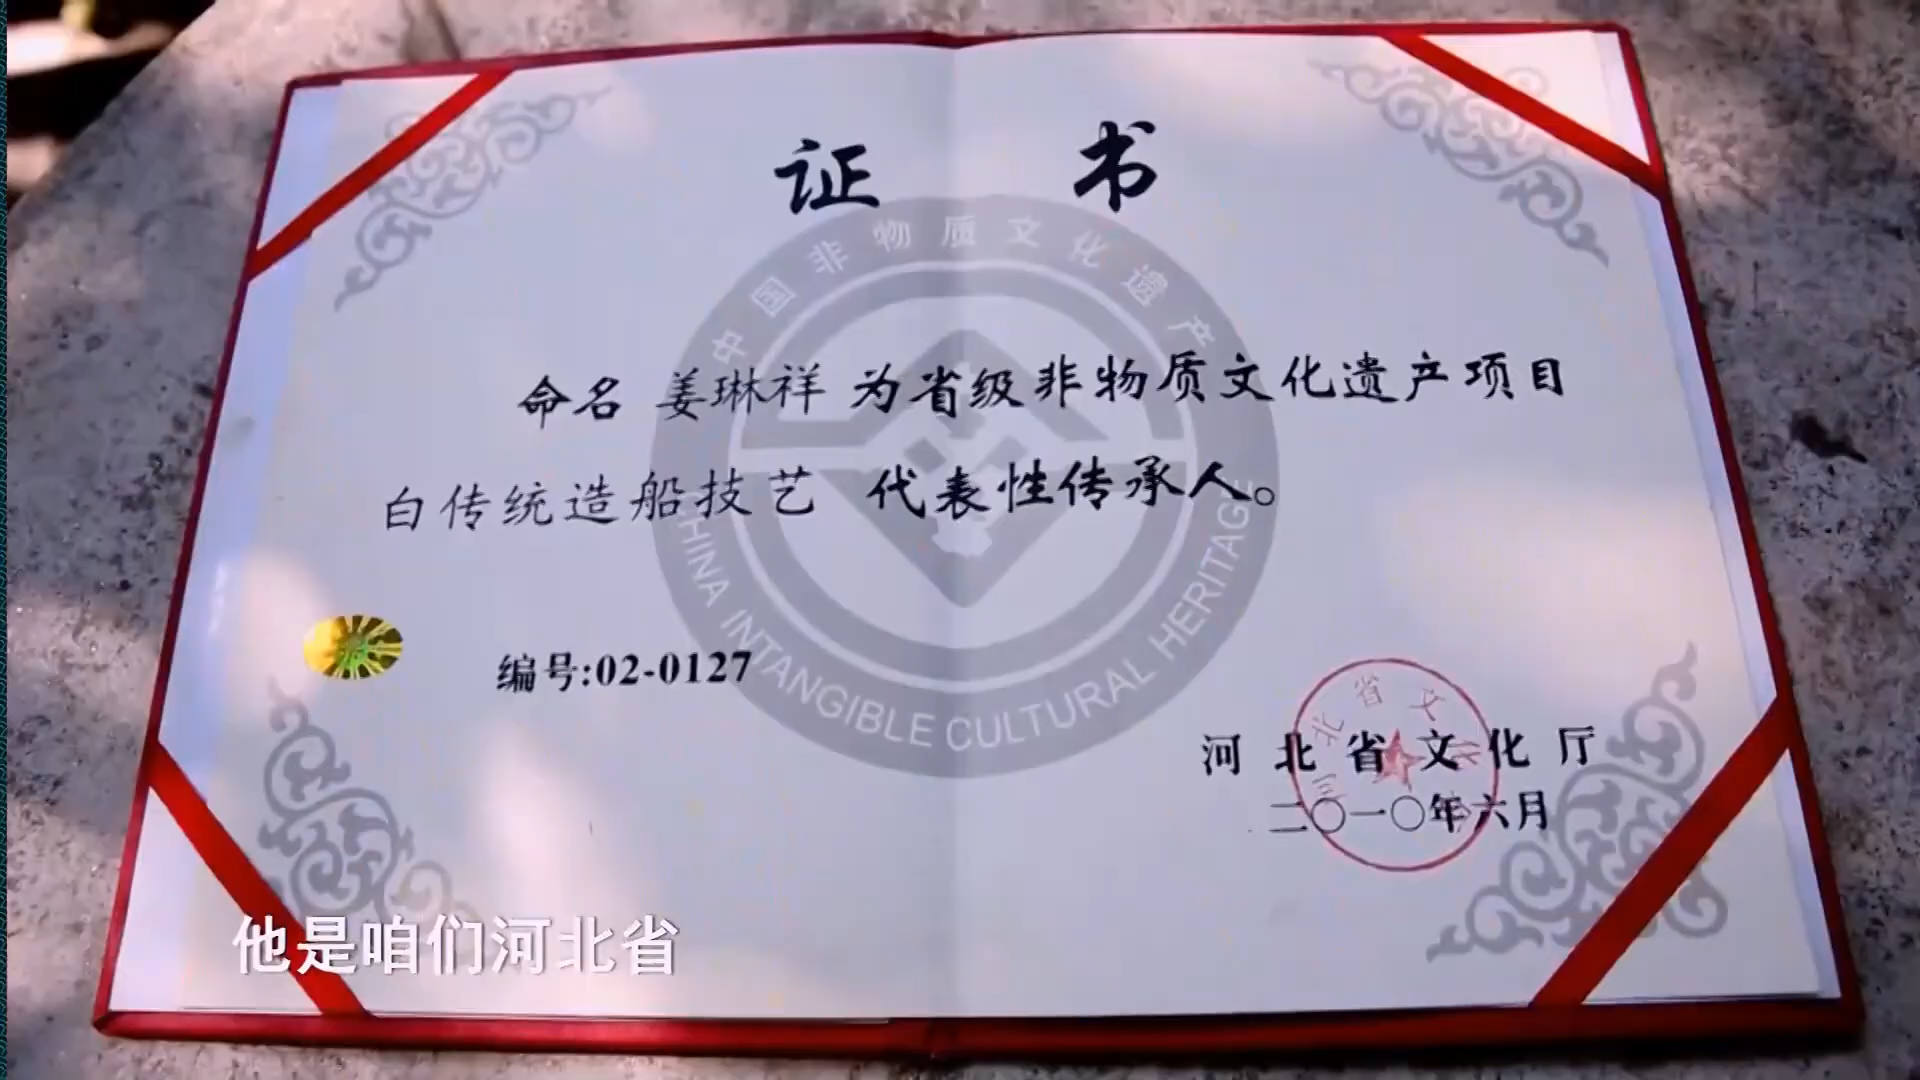 证 书
中国非物质文化遗产
命名 姜琳祥 为省级非物质文化遗产项目
白传统造船技艺 代表性传承人。
CHINA INTANGIBLE CULTURAL HERITAGE
编号:02-0127
河北省文化厅
二〇一〇年六月
他是咱们河北省